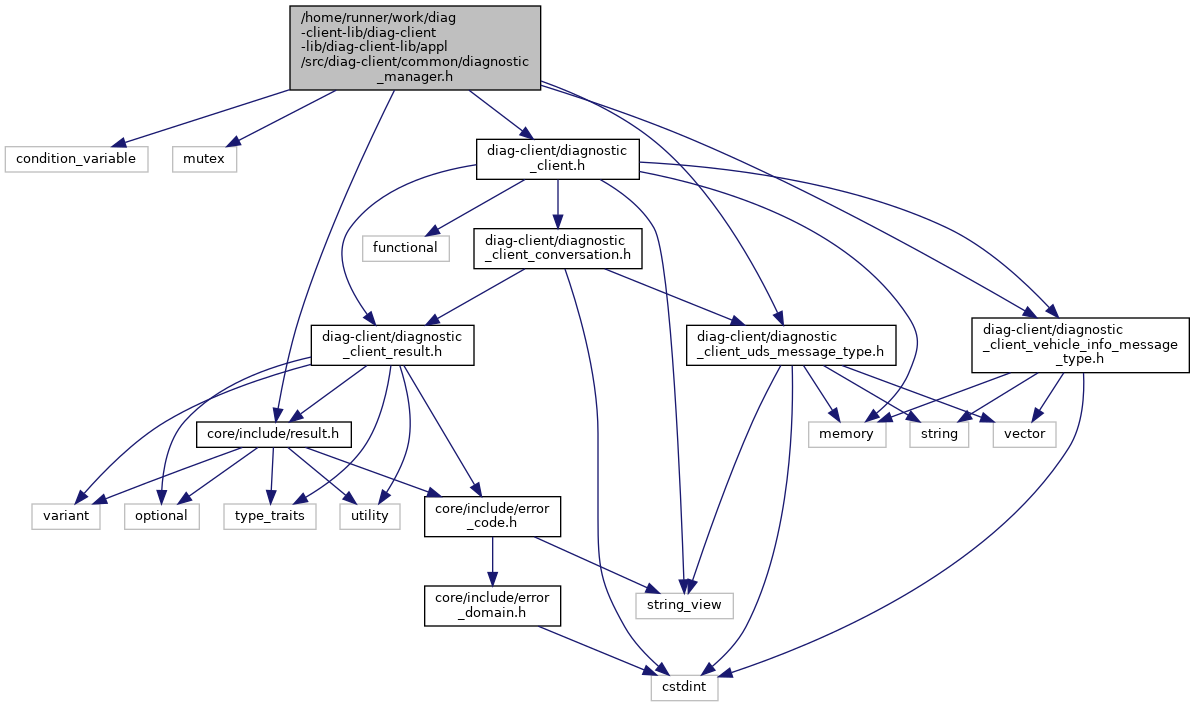 /home/runner/work/diag
-client-lib/diag-client
-lib/diag-client-lib/appl
/src/diag-client/common/diagnostic
_manager.h
condition_variable
mutex
diag-client/diagnostic
_client.h
functional
diag-client/diagnostic
_client_conversation.h
diag-client/diagnostic
_client_result.h
diag-client/diagnostic
_client_uds_message_type.h
diag-client/diagnostic
_client_vehicle_info_message
_type.h
core/include/result.h
memory
string
vector
variant
optional
type_traits
utility
core/include/error
_code.h
core/include/error
_domain.h
string_view
cstdint